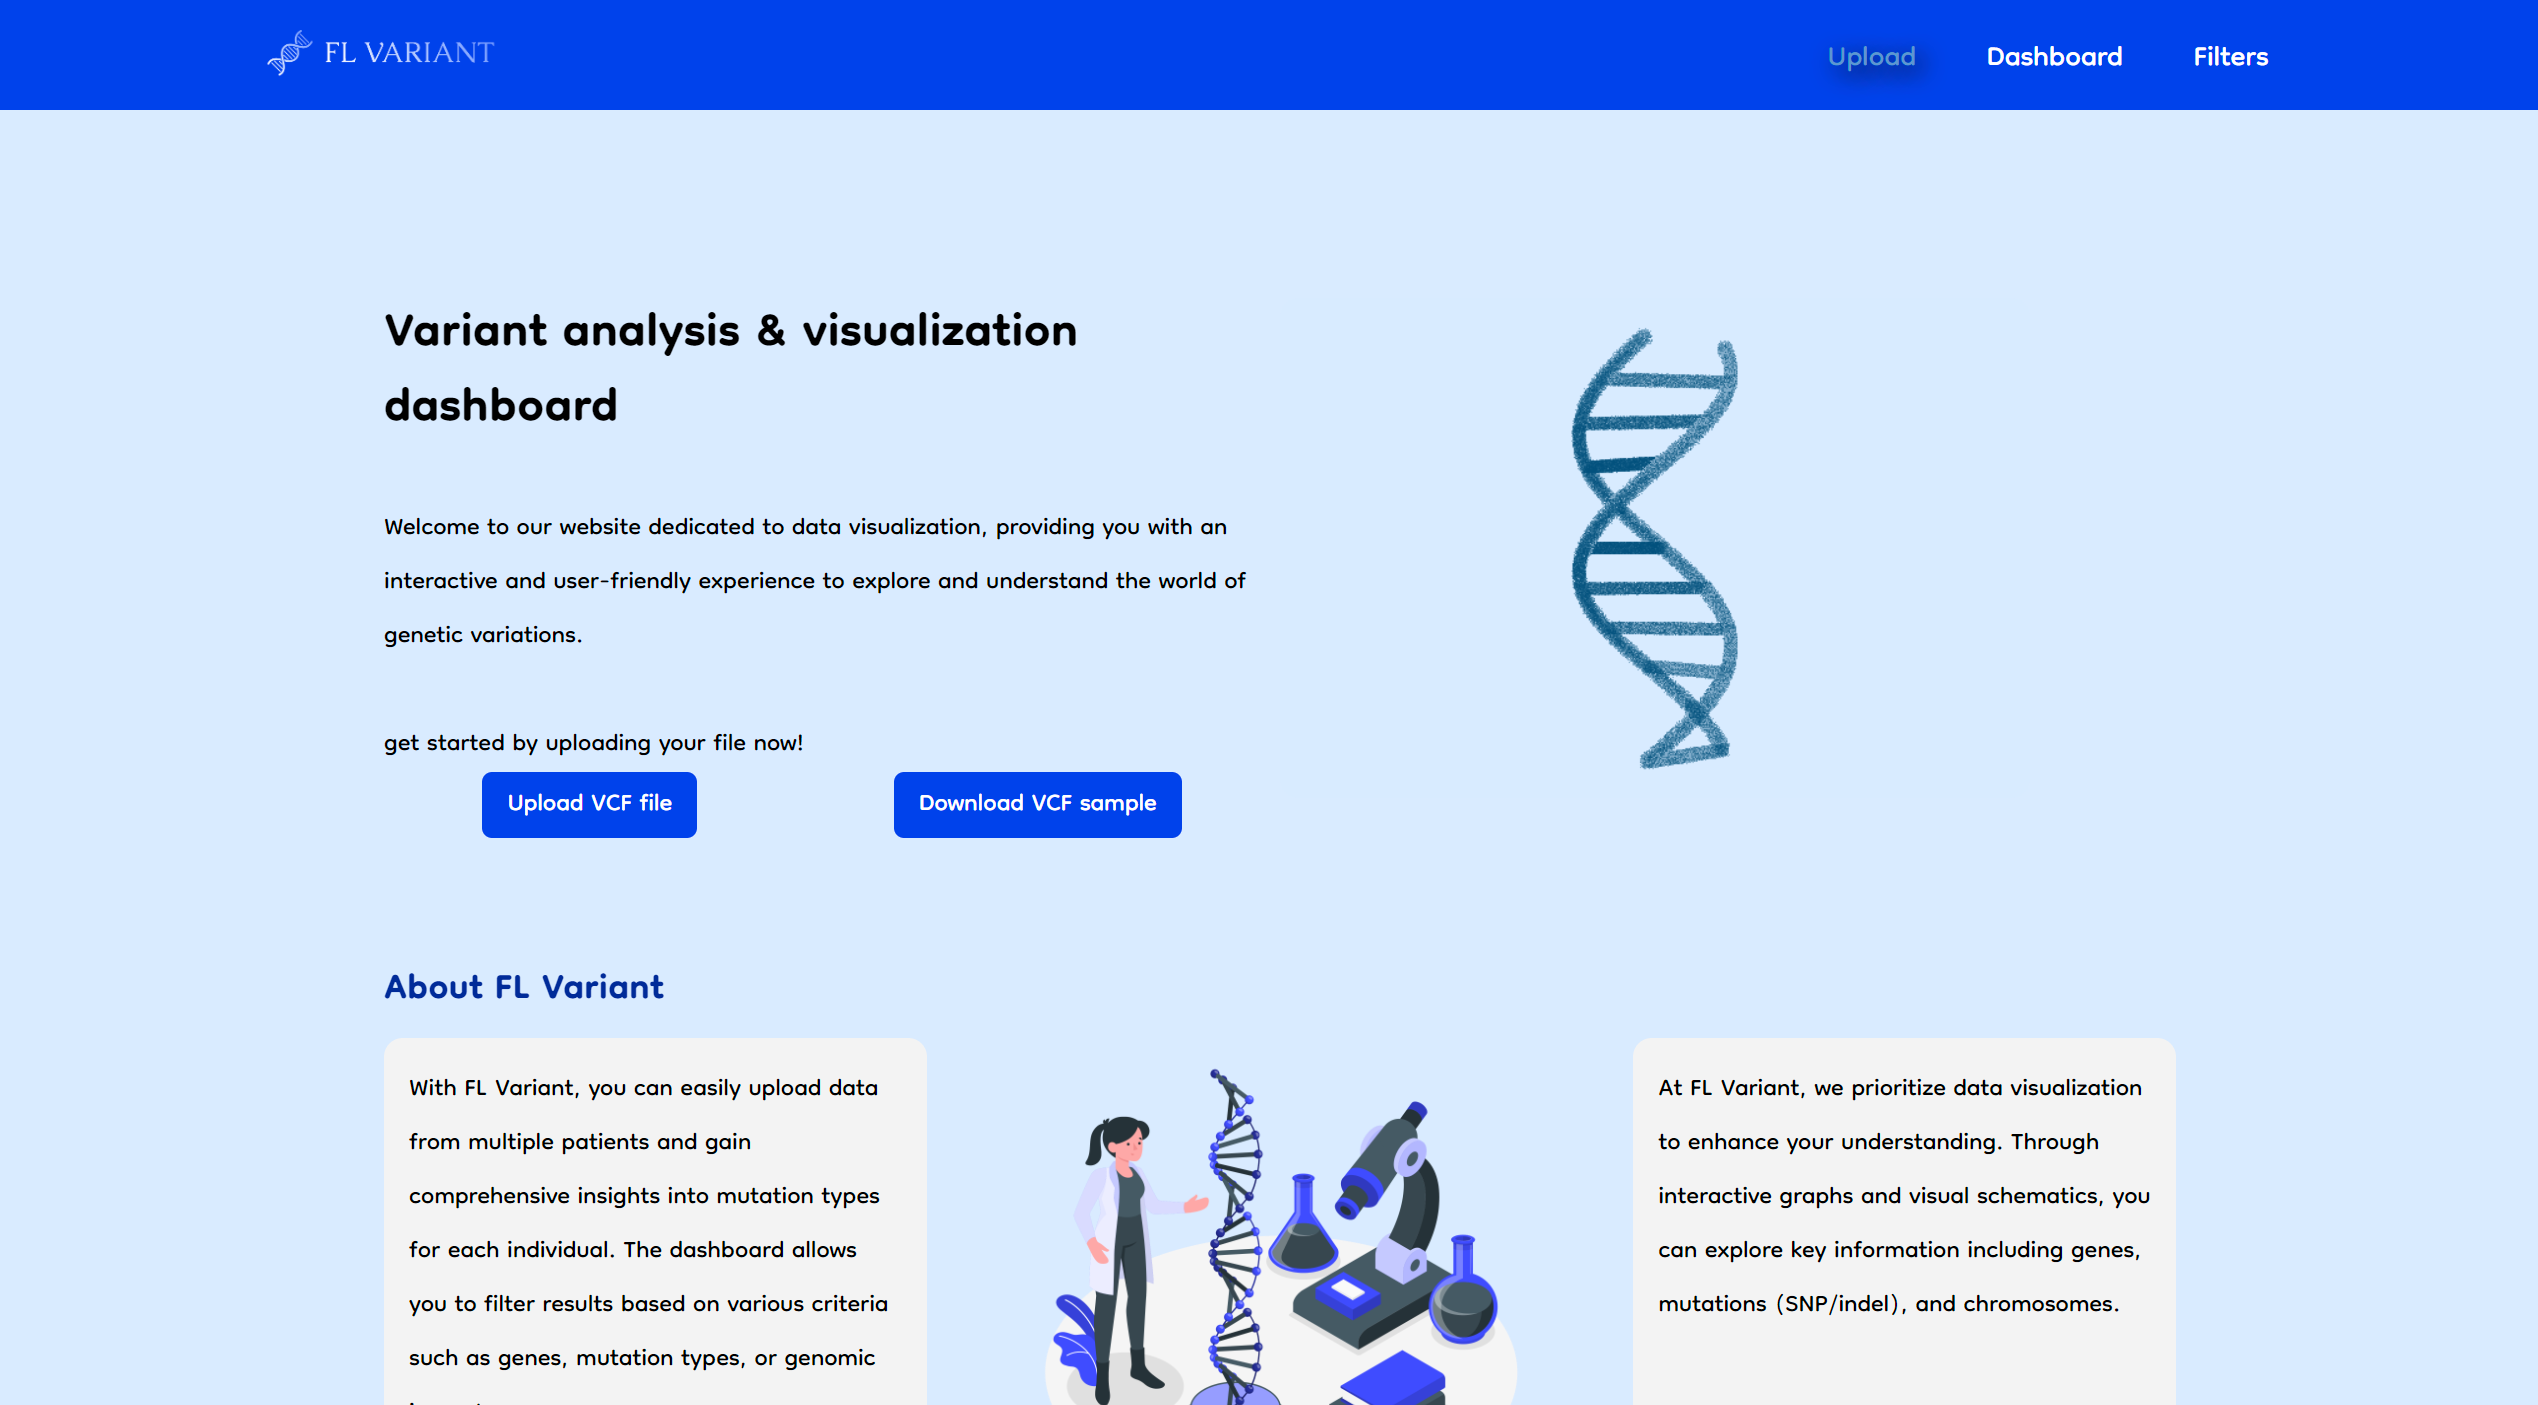 FL VARIANT
Upload
Dashboard
Filters
Variant analysis & visualization
dashboard
Welcome to our website dedicated to data visualization, providing you with an
interactive and user-friendly experience to explore and understand the world of
genetic variations.
get started by uploading your file now!
Upload VCF file
Download VCF sample
About FL Variant
With FL Variant, you can easily upload data
from multiple patients and gain
comprehensive insights into mutation types
for each individual. The dashboard allows
you to filter results based on various criteria
such as genes, mutation types, or genomic
At FL Variant, we prioritize data visualization
to enhance your understanding. Through
interactive graphs and visual schematics, you
can explore key information including genes,
mutations (SNP/indel), and chromosomes.